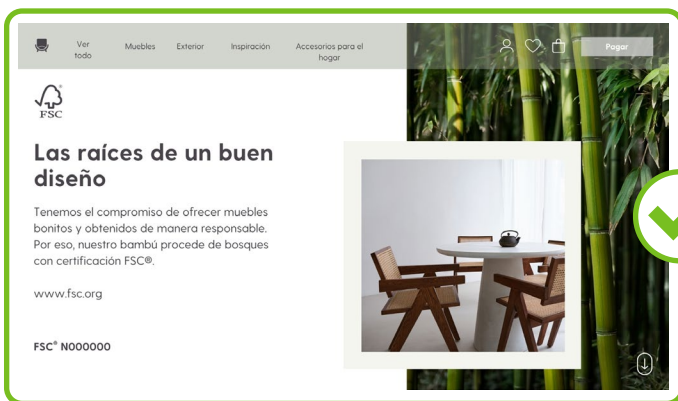 Ver
todo
Muebles
Exterior
Inspiración
Accesorios para el
hogar
Pagar
FSC
Las raíces de un buen
diseño
Tenemos el compromiso de ofrecer muebles
bonitos y obtenidos de manera responsable.
Por eso, nuestro bambú procede de bosques
con certificación FSC®.
www.fsc.org
FSC® N000000